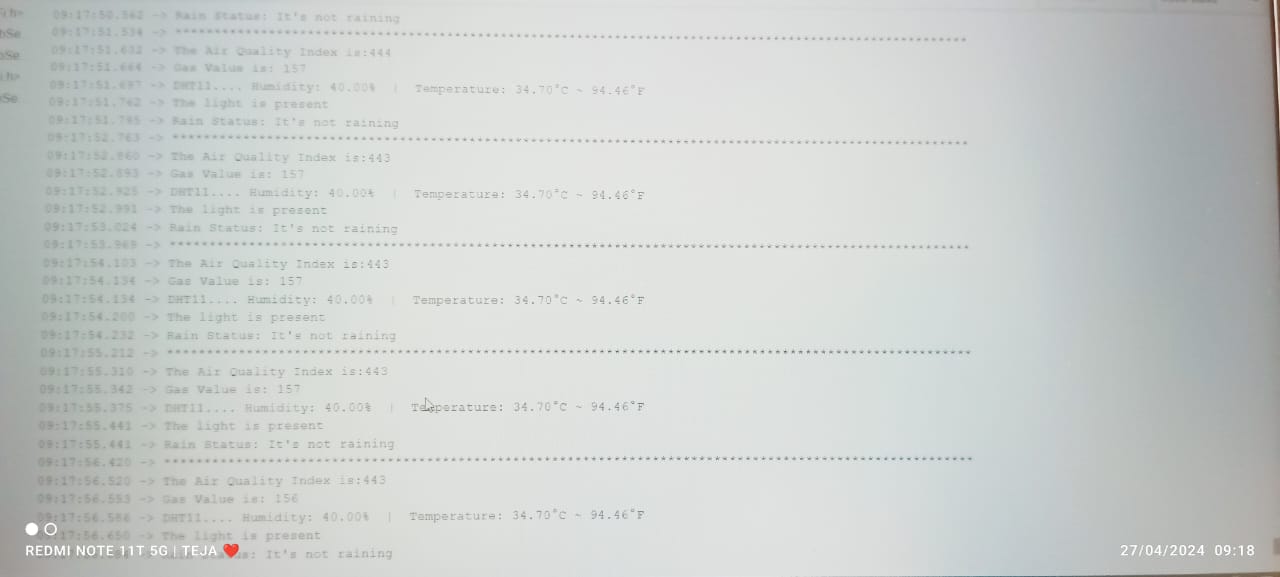 09:17:50.562 -> Rain Status: It's not raining
09:17:51.534 -> ****************************************************************************************************
09:17:51.632 -> The Air Quality Index is:444
09:17:51.664 -> Gas Value is: 157
09:17:51.697 -> DHT11.... Humidity: 40.00% | Temperature: 34.70°C ~ 94.46°F
09:17:51.762 -> The light is present
09:17:51.795 -> Rain Status: It's not raining
09:17:52.763 -> ****************************************************************************************************
09:17:52.860 -> The Air Quality Index is:443
09:17:52.893 -> Gas Value is: 157
09:17:52.925 -> DHT11.... Humidity: 40.00% | Temperature: 34.70°C ~ 94.46°F
09:17:52.991 -> The light is present
09:17:53.024 -> Rain Status: It's not raining
09:17:53.969 -> ****************************************************************************************************
09:17:54.103 -> The Air Quality Index is:443
09:17:54.134 -> Gas Value is: 157
09:17:54.134 -> DHT11.... Humidity: 40.00% | Temperature: 34.70°C ~ 94.46°F
09:17:54.200 -> The light is present
09:17:54.232 -> Rain Status: It's not raining
09:17:55.212 -> ****************************************************************************************************
09:17:55.310 -> The Air Quality Index is:443
09:17:55.342 -> Gas Value is: 157
09:17:55.375 -> DHT11.... Humidity: 40.00% | Temperature: 34.70°C ~ 94.46°F
09:17:55.441 -> The light is present
09:17:55.441 -> Rain Status: It's not raining
09:17:56.420 -> ****************************************************************************************************
09:17:56.520 -> The Air Quality Index is:443
09:17:56.553 -> Gas Value is: 156
09:17:56.586 -> DHT11.... Humidity: 40.00% | Temperature: 34.70°C ~ 94.46°F
:17:56.650 -> The light is present
It's not raining
REDMI NOTE 11T 5G | TEJA ❤️
27/04/2024 09:18